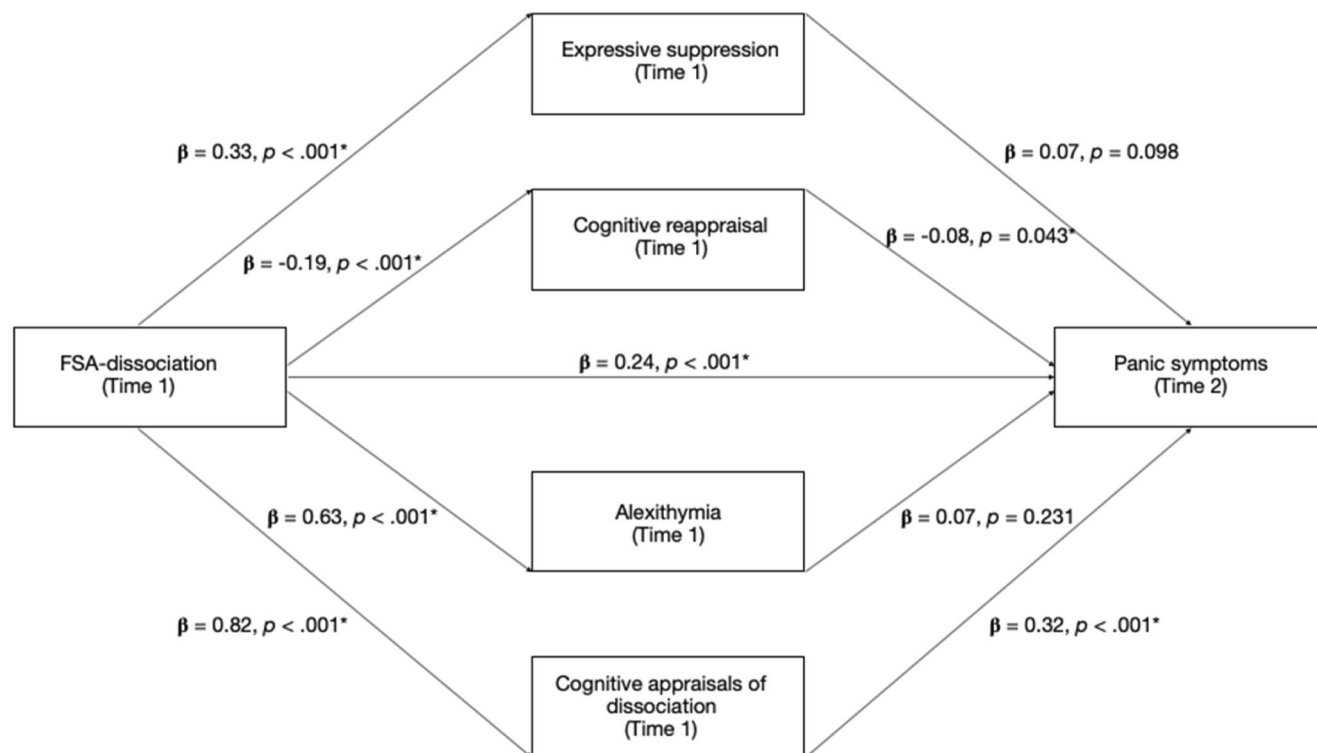 Expressive suppression
(Time 1)
β = 0.33, p < .001*
β = 0.07, p = 0.098
Cognitive reappraisal
(Time 1)
β = -0.19, p < .001*
β = -0.08, p = 0.043*
FSA-dissociation
(Time 1)
β = 0.24, p < .001*
Panic symptoms
(Time 2)
β = 0.63, p < .001*
Alexithymia
(Time 1)
β = 0.07, p = 0.231
β = 0.82, p < .001*
β = 0.32, p < .001*
Cognitive appraisals of
dissociation
(Time 1)